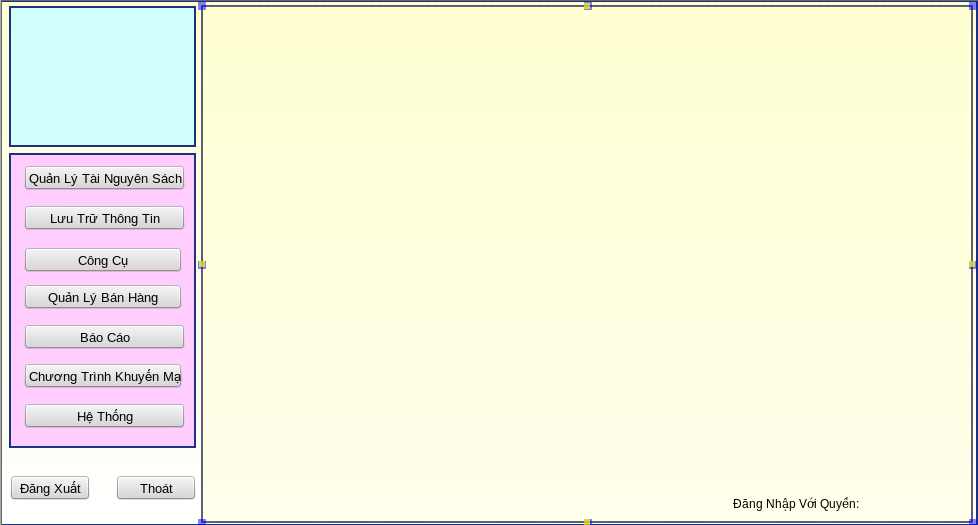 Quản Lý Tài Nguyên Sách
Lưu Trữ Thông Tin
Công Cụ
Quản Lý Bán Hàng
Báo Cáo
Chương Trình Khuyến Mạ
Hệ Thống
Đăng Xuất
Thoát
Đăng Nhập Với Quyền: